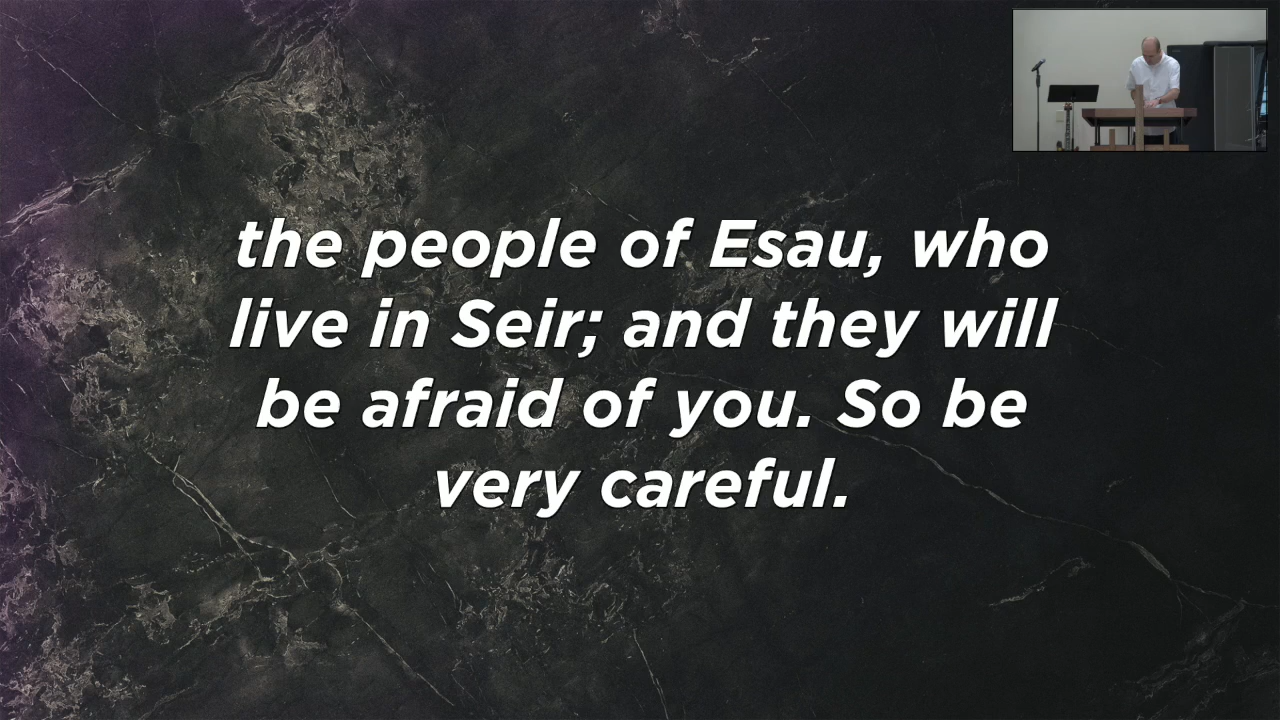 the people of Esau, who
live in Seir; and they will
be afraid of you. So be
very careful.